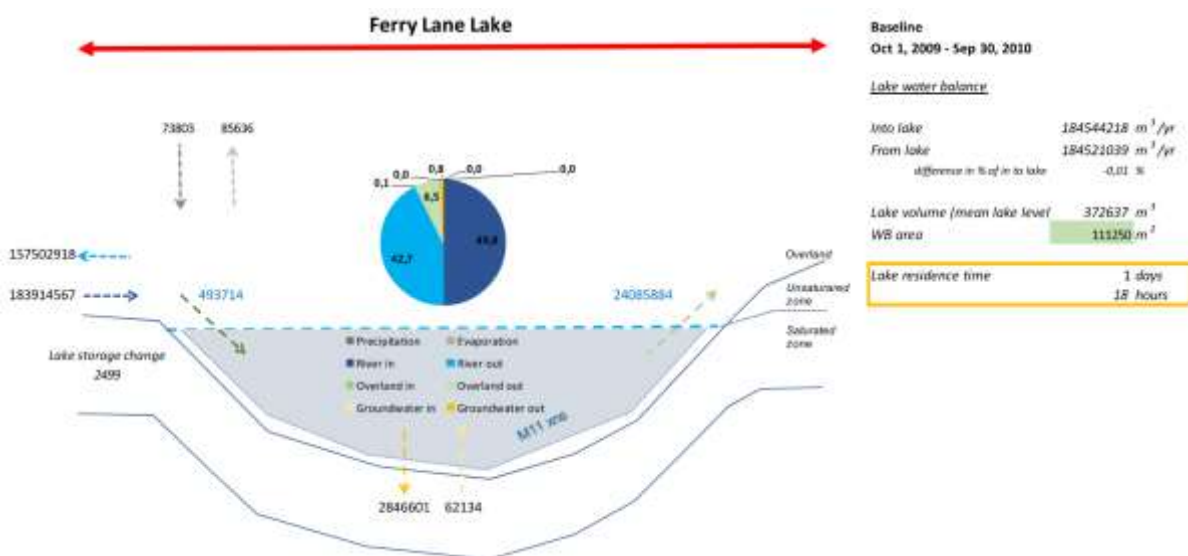 Ferry Lane Lake
Baseline
Oct 1, 2009 - Sep 30, 2010
Lake water balance
Into lake 184544218 m³/yr
From lake 184521039 m³/yr
difference in % of in to lake -0,01 %
Lake volume (mean lake level 372637 m³
WB area 111250 m²
Lake residence time 1 days
18 hours
73803 85636
0,1 0,0 0,8 0,0 0,0
6,5
42,7
49,8
157502918
183914567
493714
24085884
Overland
Unsaturated
zone
Saturated
zone
Lake storage change
2499
Precipitation Evaporation
River in River out
Overland in Overland out
Groundwater in Groundwater out
M11 xns
2846601 62134